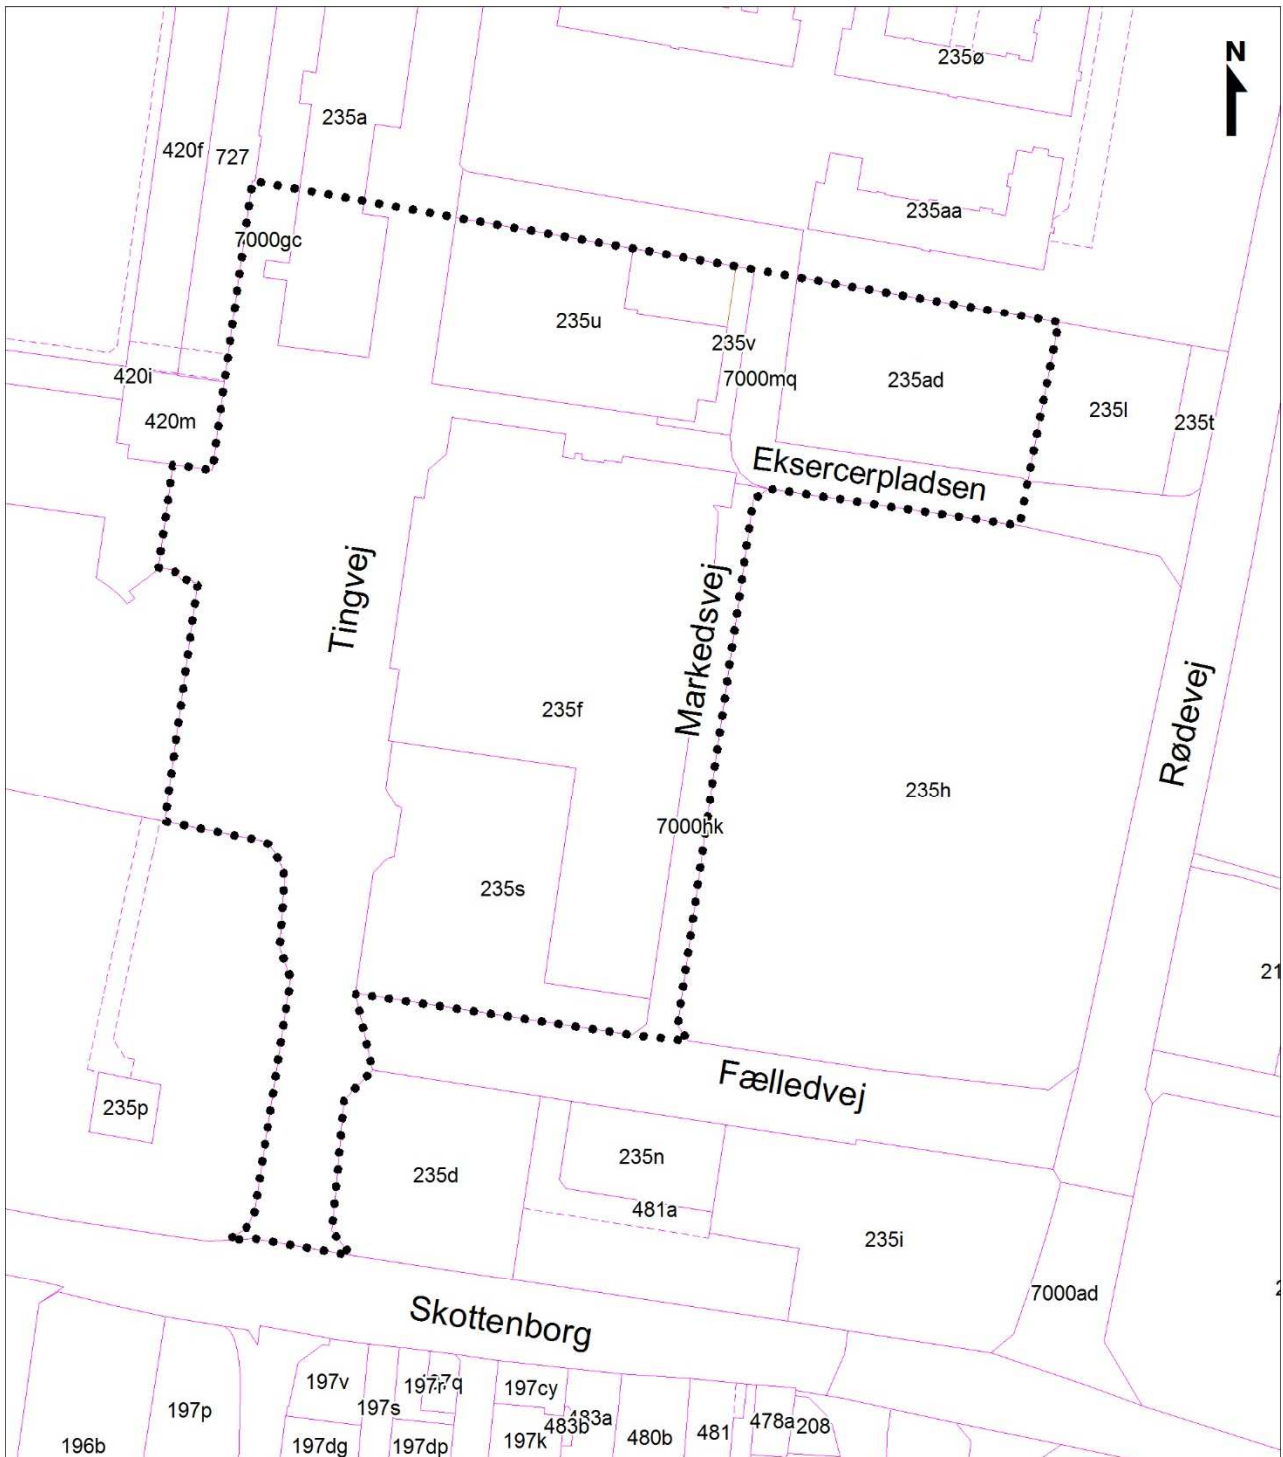 N
235ø
235a
420f
727
235aa
7000gc
235u
235v
7000mq
235ad
420i
420m
235l
235t
Eksercerpladsen
Tingvej
Markedsvej
Rødevej
235f
235h
7000hk
235s
21
Fælledvej
235p
235d
235n
481a
235i
7000ad
Skottenborg
197v
197r
197cy
197p
197s
483a
483b
481
478a
208
196b
197dg
197dp
197k
480b